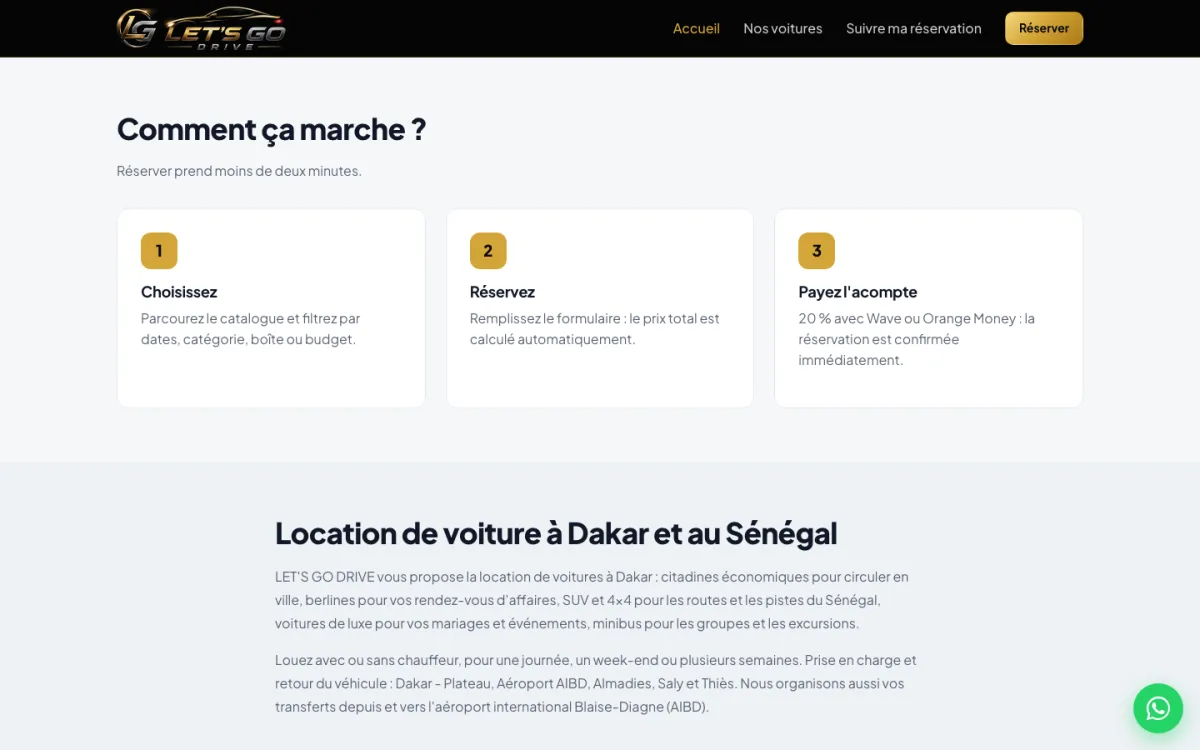 LG LET'S GO
DRIVE
Accueil
Nos voitures
Suivre ma réservation
Réserver
Comment ça marche ?
Réserver prend moins de deux minutes.
1
Choisissez
Parcourez le catalogue et filtrez par
dates, catégorie, boîte ou budget.
2
Réservez
Remplissez le formulaire : le prix total est
calculé automatiquement.
3
Payez l'acompte
20 % avec Wave ou Orange Money : la
réservation est confirmée
immédiatement.
Location de voiture à Dakar et au Sénégal
LET'S GO DRIVE vous propose la location de voitures à Dakar : citadines économiques pour circuler en
ville, berlines pour vos rendez-vous d'affaires, SUV et 4×4 pour les routes et les pistes du Sénégal,
voitures de luxe pour vos mariages et événements, minibus pour les groupes et les excursions.
Louez avec ou sans chauffeur, pour une journée, un week-end ou plusieurs semaines. Prise en charge et
retour du véhicule : Dakar - Plateau, Aéroport AIBD, Almadies, Saly et Thiès. Nous organisons aussi vos
transferts depuis et vers l'aéroport international Blaise-Diagne (AIBD).